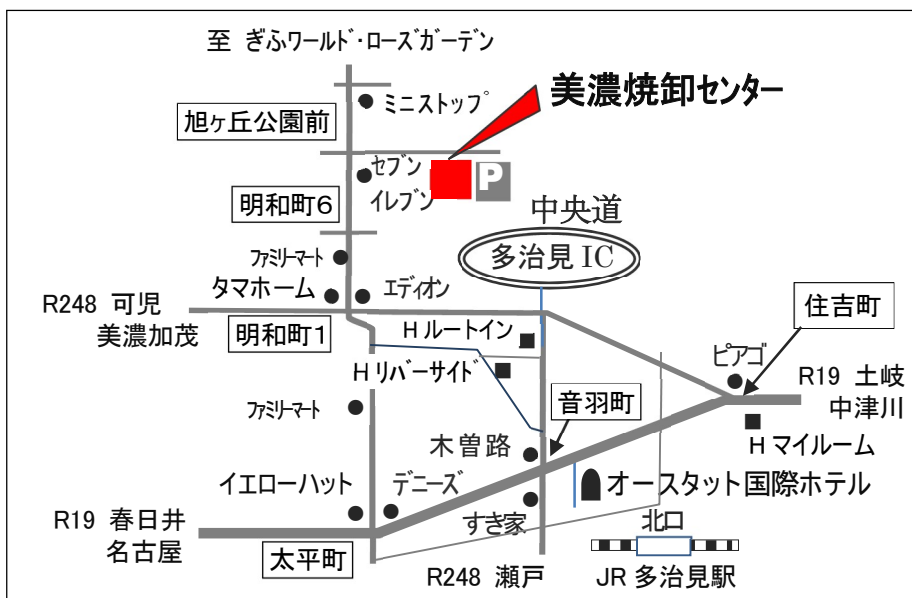 至 ぎふワールド・ローズガーデン
ミニストップ
美濃焼卸センター
旭ヶ丘公園前
セブン
イレブン
P
明和町6
中央道
多治見 IC
ファミリーマート
タマホーム
エディオン
住吉町
R248 可児
美濃加茂
明和町1
H ルートイン
ピアゴ
H リバーサイド
R19 土岐
中津川
ファミリーマート
音羽町
木曽路
H マイルーム
イエローハット
デニーズ
オースタット国際ホテル
R19 春日井
名古屋
すき家
北口
太平町
R248 瀬戸
JR 多治見駅